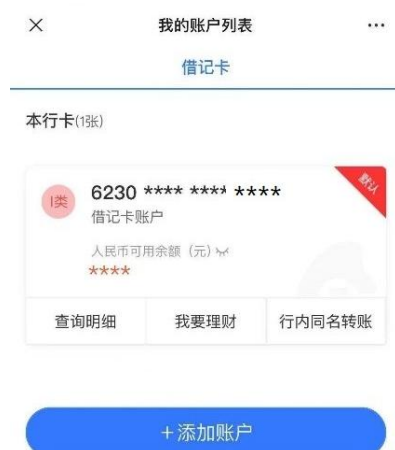 我的账户列表
借记卡
本行卡(1张)
默认
I类
6230 **** **** ****
借记卡账户
人民币可用余额（元）
****
查询明细 我要理财 行内同名转账
+添加账户